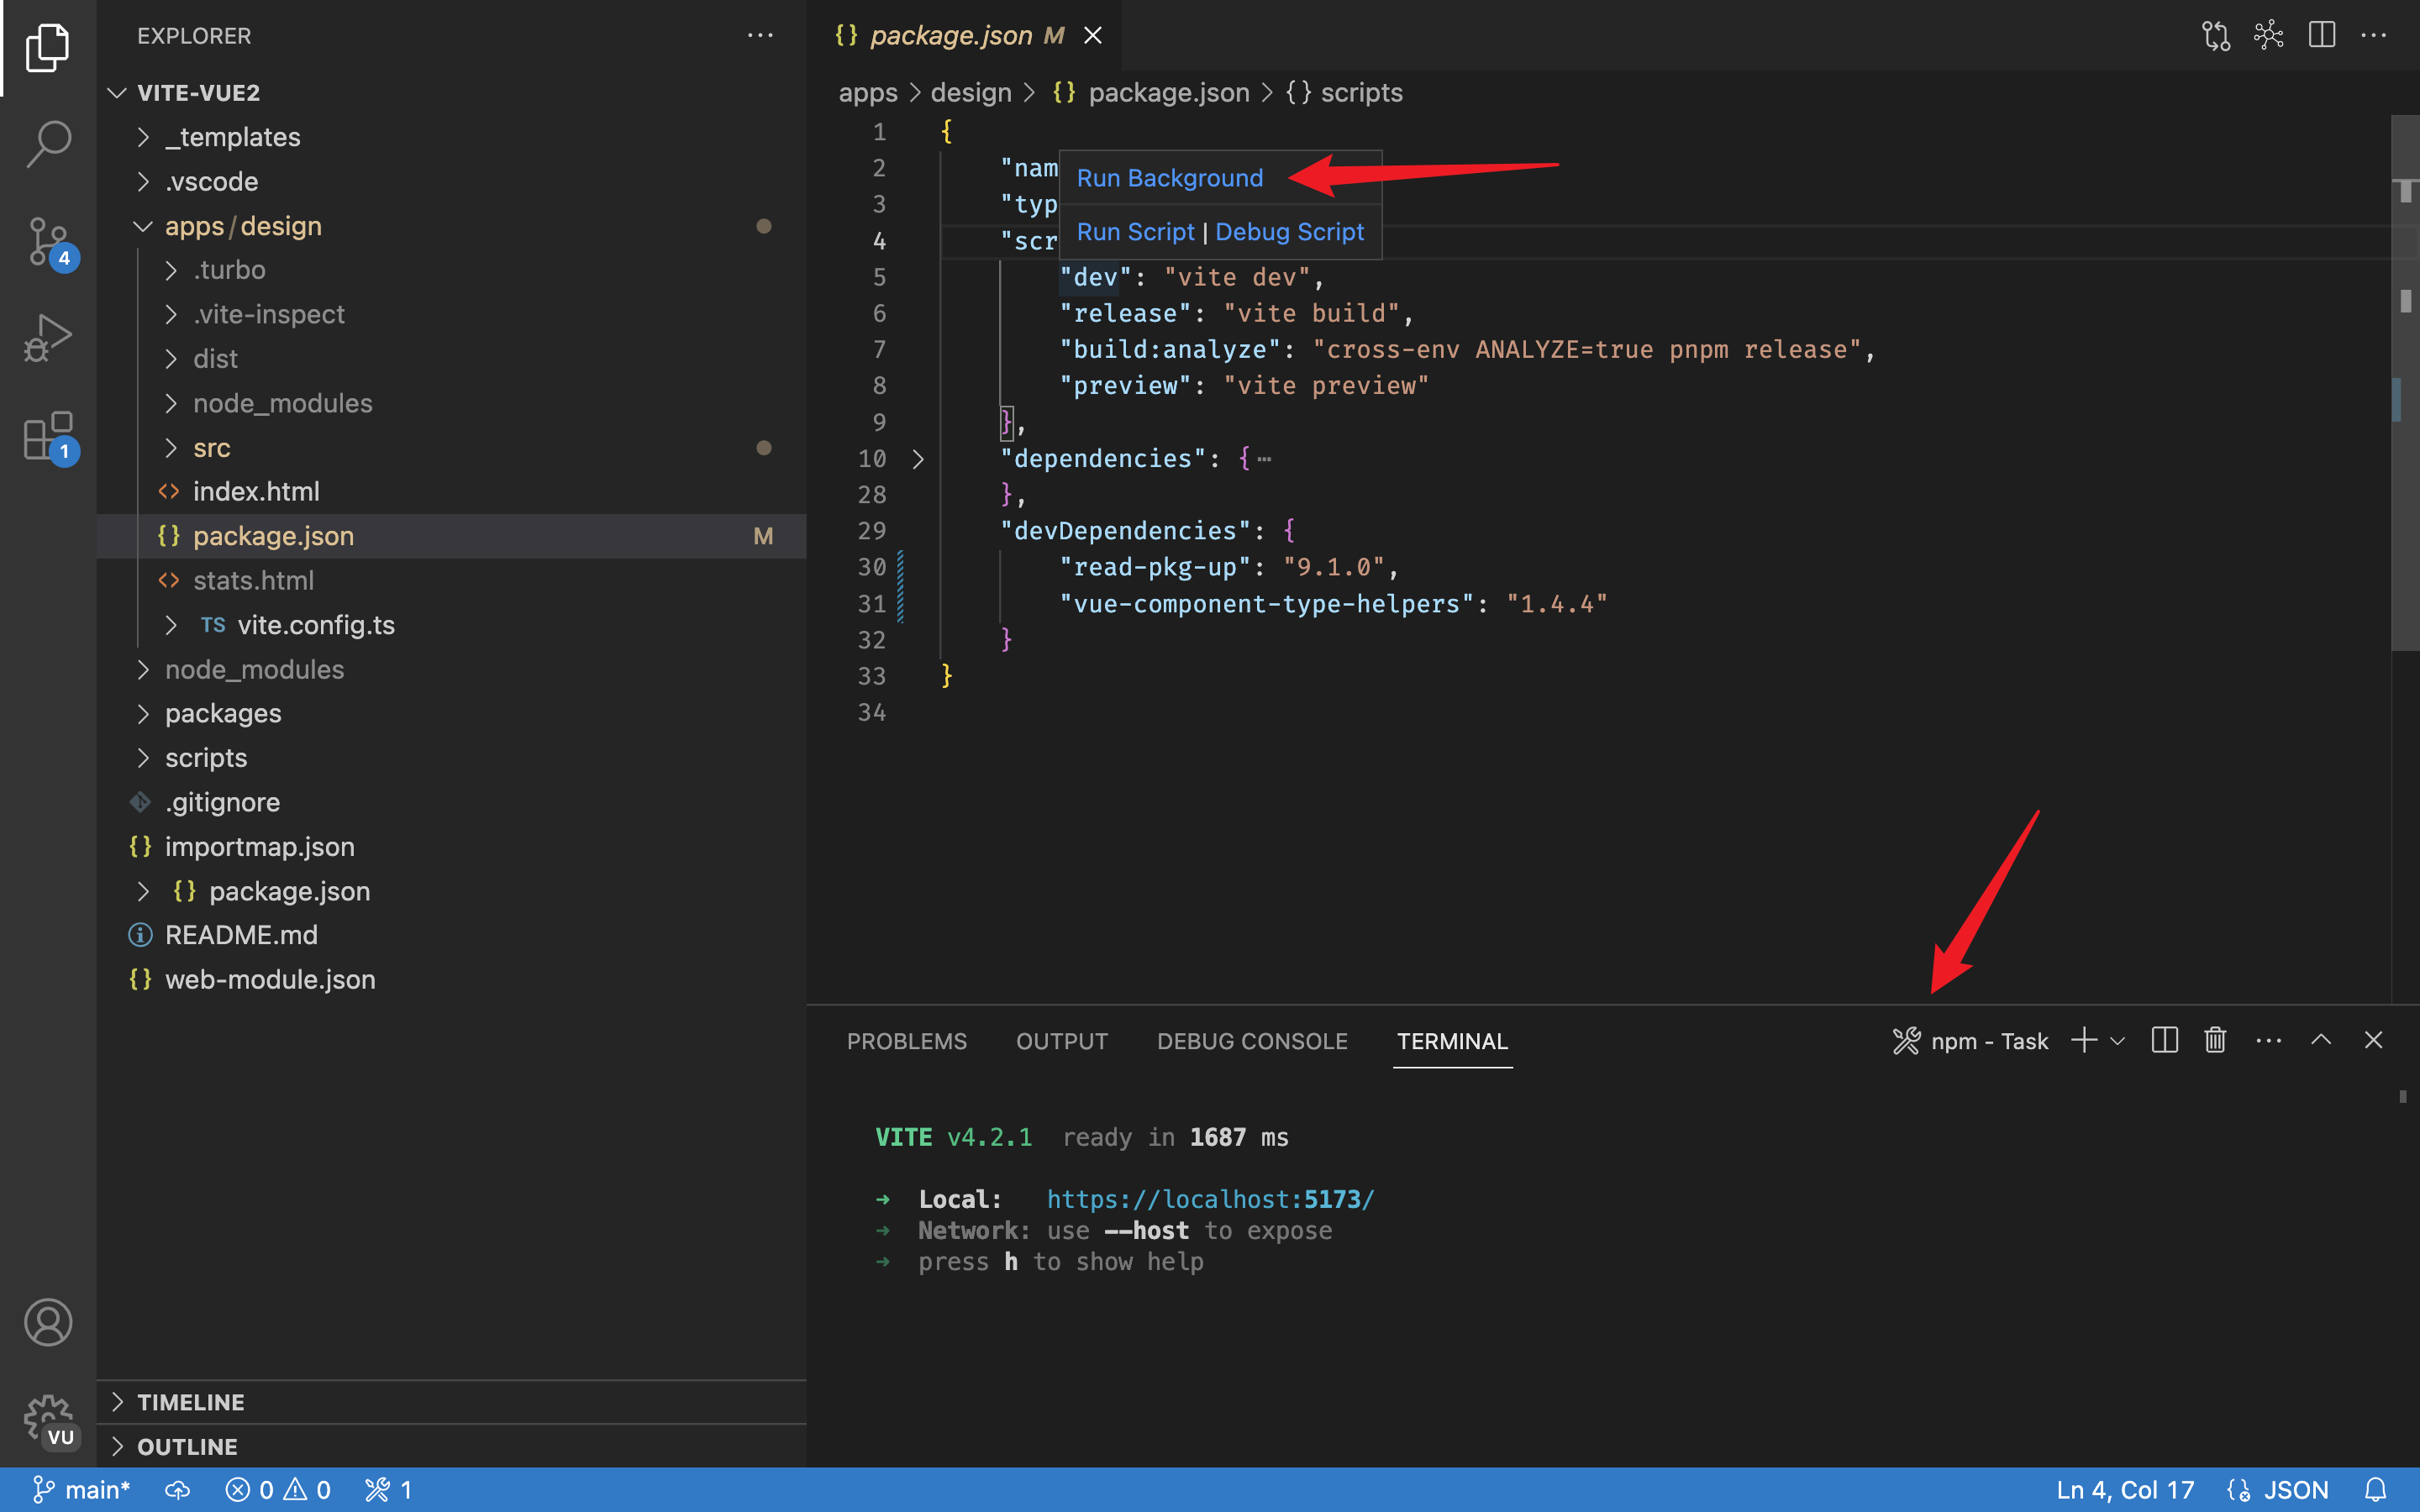 EXPLORER
VITE-VUE2
_templates
.vscode
apps/design
.turbo
.vite-inspect
dist
node_modules
src
index.html
{} package.json M
stats.html
TS vite.config.ts
node_modules
packages
scripts
.gitignore
{} importmap.json
{} package.json
README.md
{} web-module.json
TIMELINE
OUTLINE
4
1
VU
{} package.json M
apps > design > {} package.json > {} scripts
1 {
2 "nam
3 "typ
4 "scr
Run Background
Run Script | Debug Script
5 "dev": "vite dev",
6 "release": "vite build",
7 "build:analyze": "cross-env ANALYZE=true pnpm release",
8 "preview": "vite preview"
9 },
10 "dependencies": {⋯
28 },
29 "devDependencies": {
30 "read-pkg-up": "9.1.0",
31 "vue-component-type-helpers": "1.4.4"
32 }
33 }
34
PROBLEMS OUTPUT DEBUG CONSOLE TERMINAL npm - Task
VITE v4.2.1 ready in 1687 ms
➜ Local: https://localhost:5173/
➜ Network: use --host to expose
➜ press h to show help
main* 0 0 1 Ln 4, Col 17 JSON